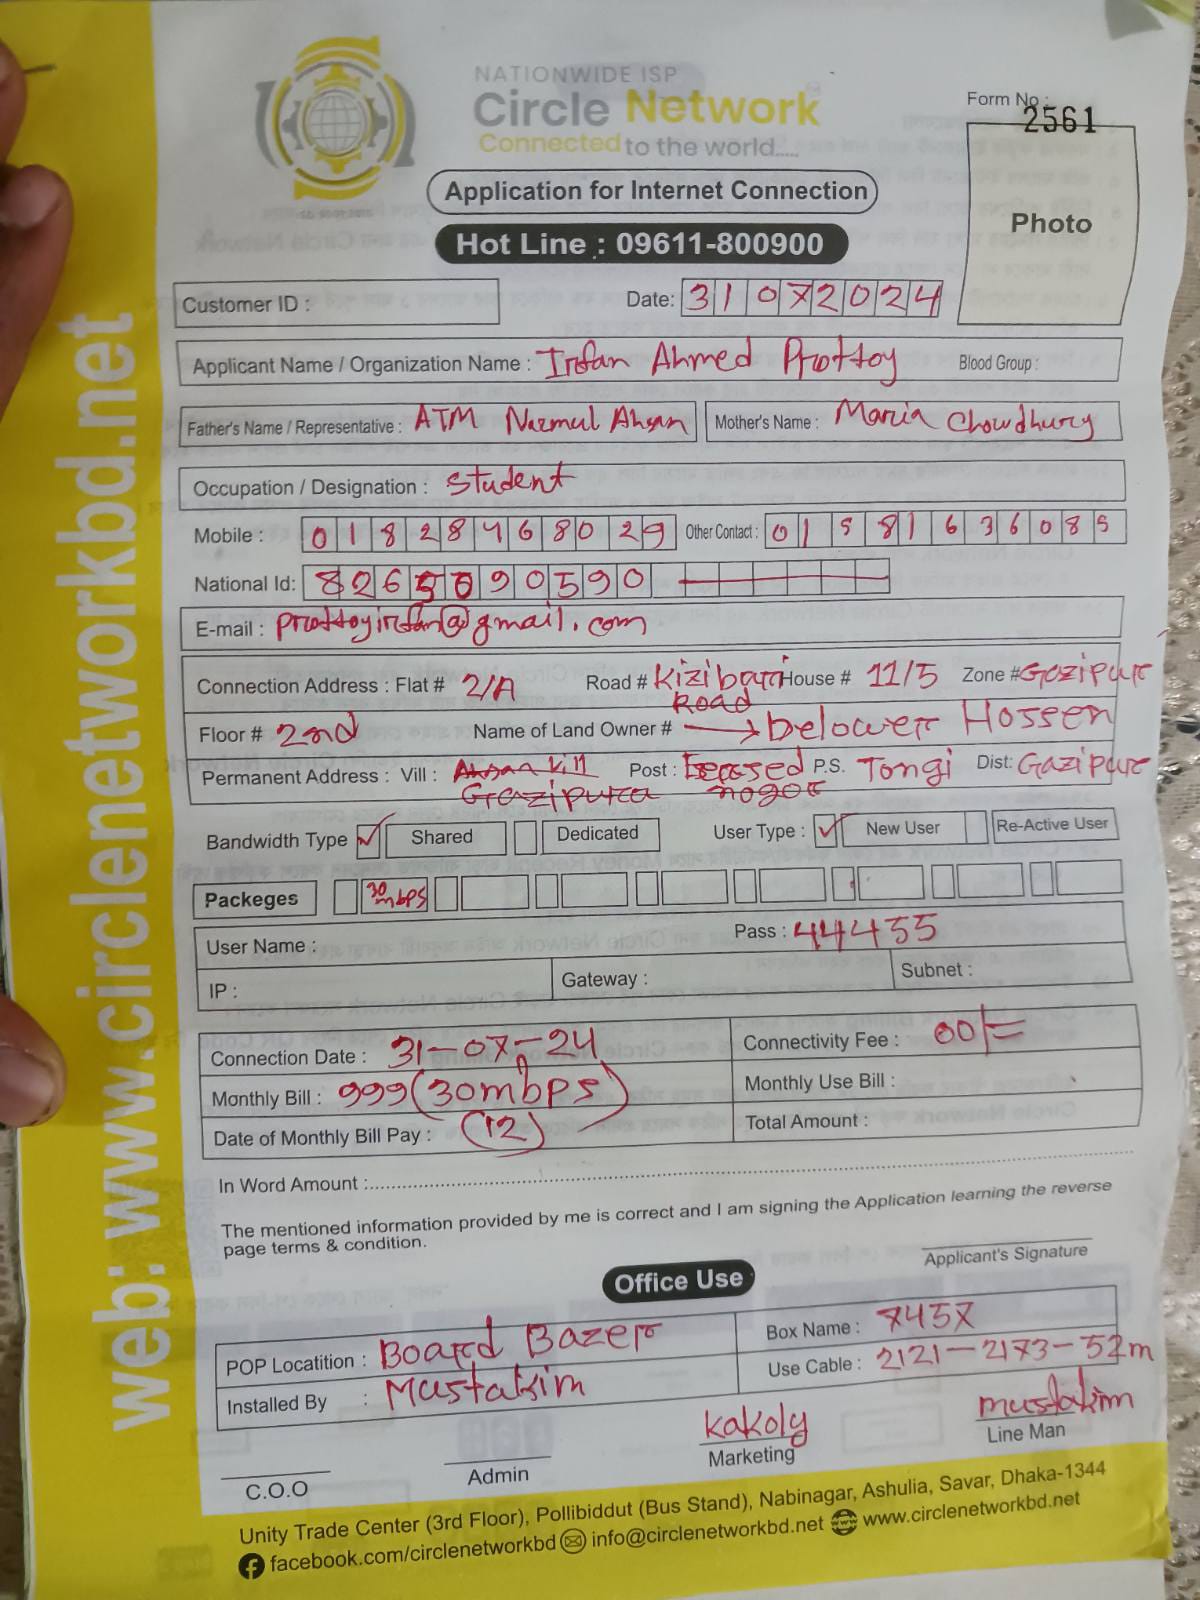 NATIONWIDE ISP
Circle Network
Connected to the world.....
Form No : 2561
Application for Internet Connection
Photo
Hot Line : 09611-800900
Customer ID :
Date: 31072024
Applicant Name / Organization Name : Irfan Ahmed Prottoy Blood Group :
Father's Name / Representative : ATM Nazmul Ahsan Mother's Name : Maria Chowdhury
Occupation / Designation : Student
Mobile : 01828468029 Other Contact : 01581636085
National Id: 8265090590
E-mail : prottoyirfan@gmail.com
Connection Address : Flat # 2/A Road # Kizibari Road House # 11/5 Zone # Gazipur
Floor # 2nd Name of Land Owner # → Delower Hossen
Permanent Address : Vill : Gazipura Post : nogor P.S. Tongi Dist: Gazipur
Bandwidth Type Shared Dedicated User Type : New User Re-Active User
Packeges 30 mbps
User Name : Pass : 44455
IP : Gateway : Subnet :
Connection Date : 31-07-24 Connectivity Fee : 00/=
Monthly Bill : 999 (30mbps) Monthly Use Bill :
Date of Monthly Bill Pay : (12) Total Amount :
In Word Amount :
The mentioned information provided by me is correct and I am signing the Application learning the reverse
page terms & condition.
Applicant's Signature
Office Use
POP Locatition : Board Bazer Box Name : 7457
Installed By : Mustakim Use Cable : 2121-2173-52m
kakoly mustakim
C.O.O Admin Marketing Line Man
Unity Trade Center (3rd Floor), Pollibiddut (Bus Stand), Nabinagar, Ashulia, Savar, Dhaka-1344
facebook.com/circlenetworkbd info@circlenetworkbd.net www.circlenetworkbd.net
web: www.circlenetworkbd.net